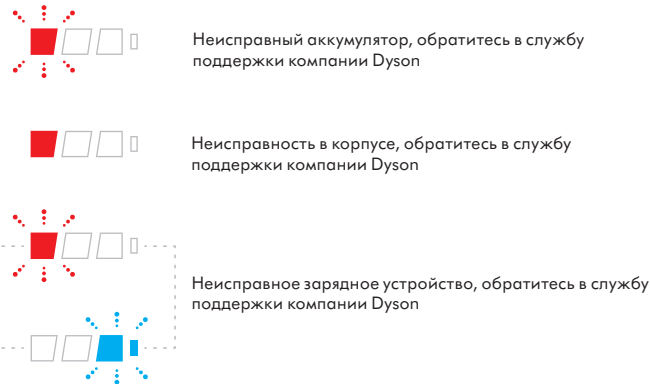 Неисправный аккумулятор, обратитесь в службу
поддержки компании Dyson
Неисправность в корпусе, обратитесь в службу
поддержки компании Dyson
Неисправное зарядное устройство, обратитесь в службу
поддержки компании Dyson